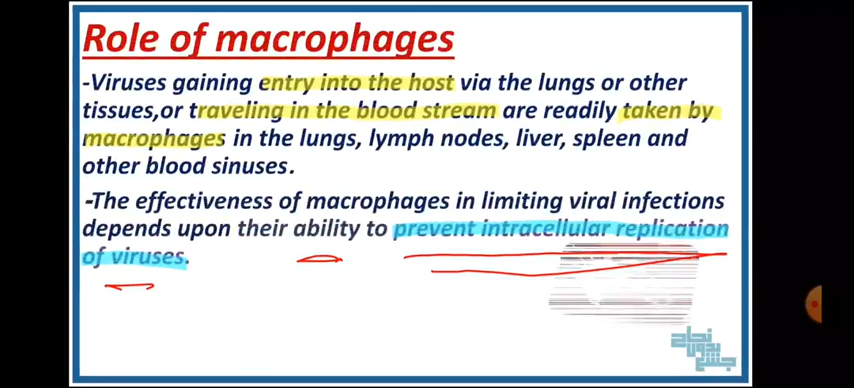 Role of macrophages
-Viruses gaining entry into the host via the lungs or other
tissues,or traveling in the blood stream are readily taken by
macrophages in the lungs, lymph nodes, liver, spleen and
other blood sinuses.
-The effectiveness of macrophages in limiting viral infections
depends upon their ability to prevent intracellular replication
of viruses.